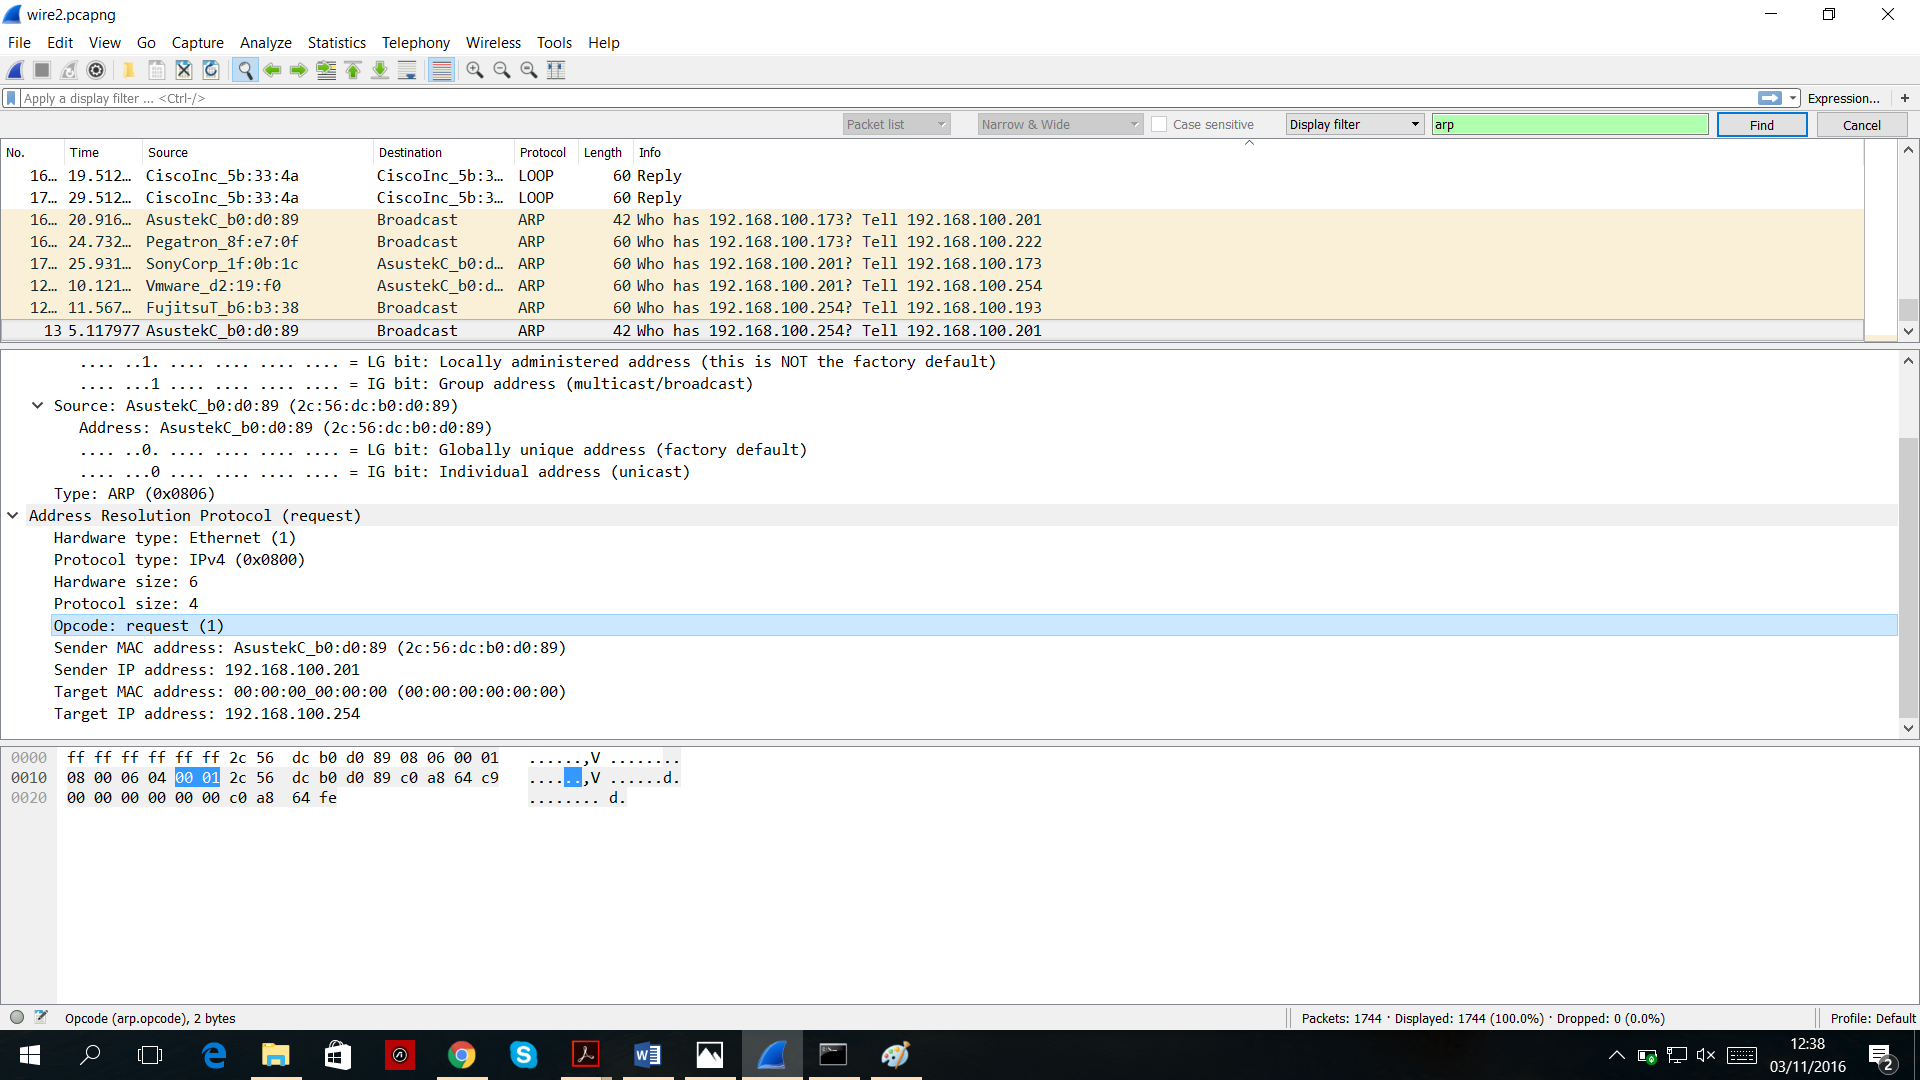 wire2.pcapng
File Edit View Go Capture Analyze Statistics Telephony Wireless Tools Help
Apply a display filter ... <Ctrl-/> Expression... +
Packet list Narrow & Wide Case sensitive Display filter arp Find Cancel
No. Time Source Destination Protocol Length Info
16... 19.512... CiscoInc_5b:33:4a CiscoInc_5b:3... LOOP 60 Reply
17... 29.512... CiscoInc_5b:33:4a CiscoInc_5b:3... LOOP 60 Reply
16... 20.916... AsustekC_b0:d0:89 Broadcast ARP 42 Who has 192.168.100.173? Tell 192.168.100.201
16... 24.732... Pegatron_8f:e7:0f Broadcast ARP 60 Who has 192.168.100.173? Tell 192.168.100.222
17... 25.931... SonyCorp_1f:0b:1c AsustekC_b0:d... ARP 60 Who has 192.168.100.201? Tell 192.168.100.173
12... 10.121... Vmware_d2:19:f0 AsustekC_b0:d... ARP 60 Who has 192.168.100.201? Tell 192.168.100.254
12... 11.567... FujitsuT_b6:b3:38 Broadcast ARP 60 Who has 192.168.100.254? Tell 192.168.100.193
13 5.117977 AsustekC_b0:d0:89 Broadcast ARP 42 Who has 192.168.100.254? Tell 192.168.100.201
.... ..1. .... .... .... .... = LG bit: Locally administered address (this is NOT the factory default)
.... ...1 .... .... .... .... = IG bit: Group address (multicast/broadcast)
Source: AsustekC_b0:d0:89 (2c:56:dc:b0:d0:89)
Address: AsustekC_b0:d0:89 (2c:56:dc:b0:d0:89)
.... ..0. .... .... .... .... = LG bit: Globally unique address (factory default)
.... ...0 .... .... .... .... = IG bit: Individual address (unicast)
Type: ARP (0x0806)
Address Resolution Protocol (request)
Hardware type: Ethernet (1)
Protocol type: IPv4 (0x0800)
Hardware size: 6
Protocol size: 4
Opcode: request (1)
Sender MAC address: AsustekC_b0:d0:89 (2c:56:dc:b0:d0:89)
Sender IP address: 192.168.100.201
Target MAC address: 00:00:00_00:00:00 (00:00:00:00:00:00)
Target IP address: 192.168.100.254
0000 ff ff ff ff ff ff 2c 56 dc b0 d0 89 08 06 00 01 ......,V ........
0010 08 00 06 04 00 01 2c 56 dc b0 d0 89 c0 a8 64 c9 ......,V ......d.
0020 00 00 00 00 00 00 c0 a8 64 fe ........ d.
Opcode (arp.opcode), 2 bytes Packets: 1744 · Displayed: 1744 (100.0%) · Dropped: 0 (0.0%) Profile: Default
12:38
03/11/2016
2